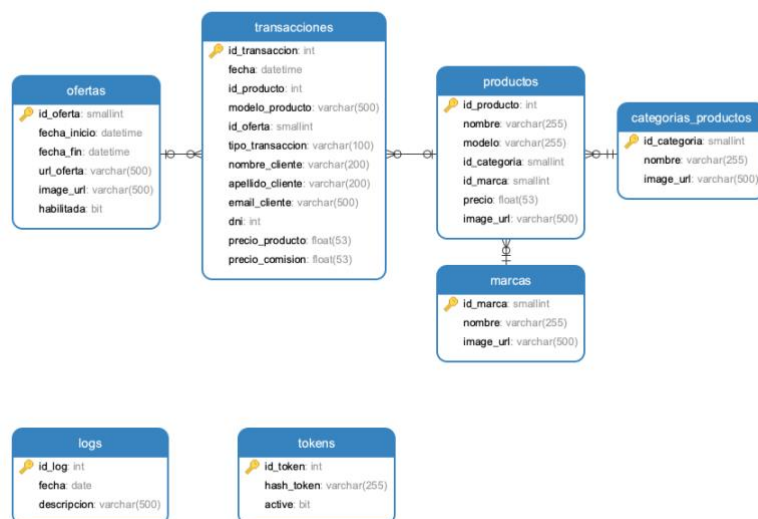 ofertas
id_oferta: smallint
fecha_inicio: datetime
fecha_fin: datetime
url_oferta: varchar(500)
image_url: varchar(500)
habilitada: bit
transacciones
id_transaccion: int
fecha: datetime
id_producto: int
modelo_producto: varchar(500)
id_oferta: smallint
tipo_transaccion: varchar(100)
nombre_cliente: varchar(200)
apellido_cliente: varchar(200)
email_cliente: varchar(500)
dni: int
precio_producto: float(53)
precio_comision: float(53)
productos
id_producto: int
nombre: varchar(255)
modelo: varchar(255)
id_categoria: smallint
id_marca: smallint
precio: float(53)
image_url: varchar(500)
categorias_productos
id_categoria: smallint
nombre: varchar(255)
image_url: varchar(500)
marcas
id_marca: smallint
nombre: varchar(255)
image_url: varchar(500)
logs
id_log: int
fecha: date
descripcion: varchar(500)
tokens
id_token: int
hash_token: varchar(255)
active: bit